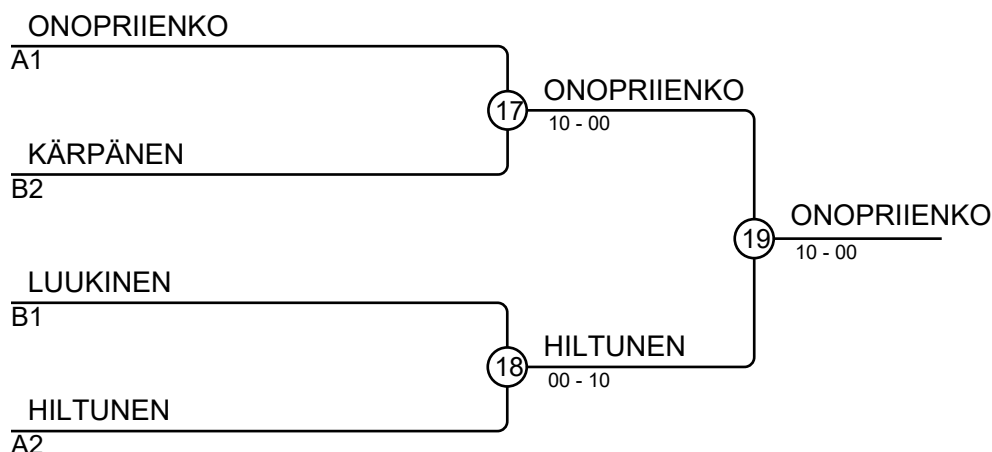 ONOPRIIENKO
A1
17
ONOPRIIENKO
10 - 00
KÄRPÄNEN
B2
19
ONOPRIIENKO
10 - 00
LUUKINEN
B1
18
HILTUNEN
00 - 10
HILTUNEN
A2